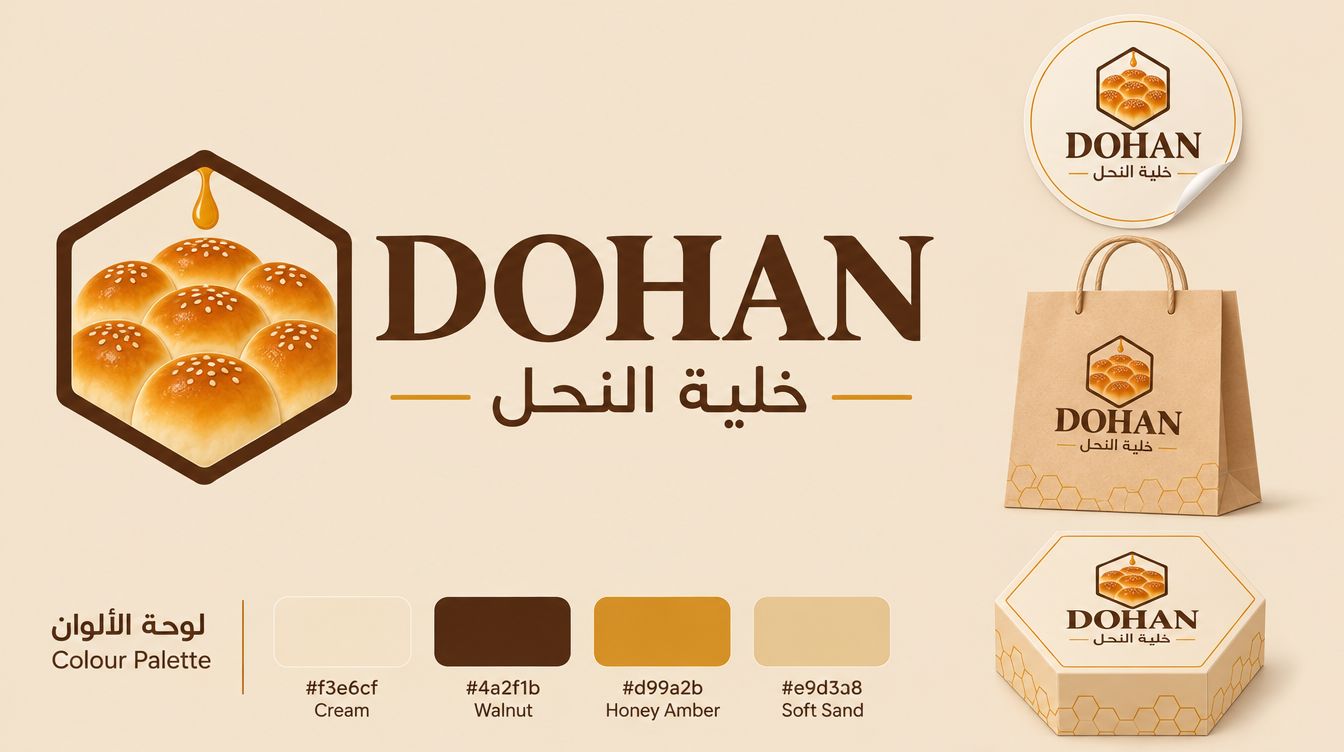 DOHAN
خلية النحل
لوحة الألوان
Colour Palette
#f3e6cf
Cream
#4a2f1b
Walnut
#d99a2b
Honey Amber
#e9d3a8
Soft Sand
DOHAN
خلية النحل
DOHAN
خلية النحل
DOHAN
خلية النحل